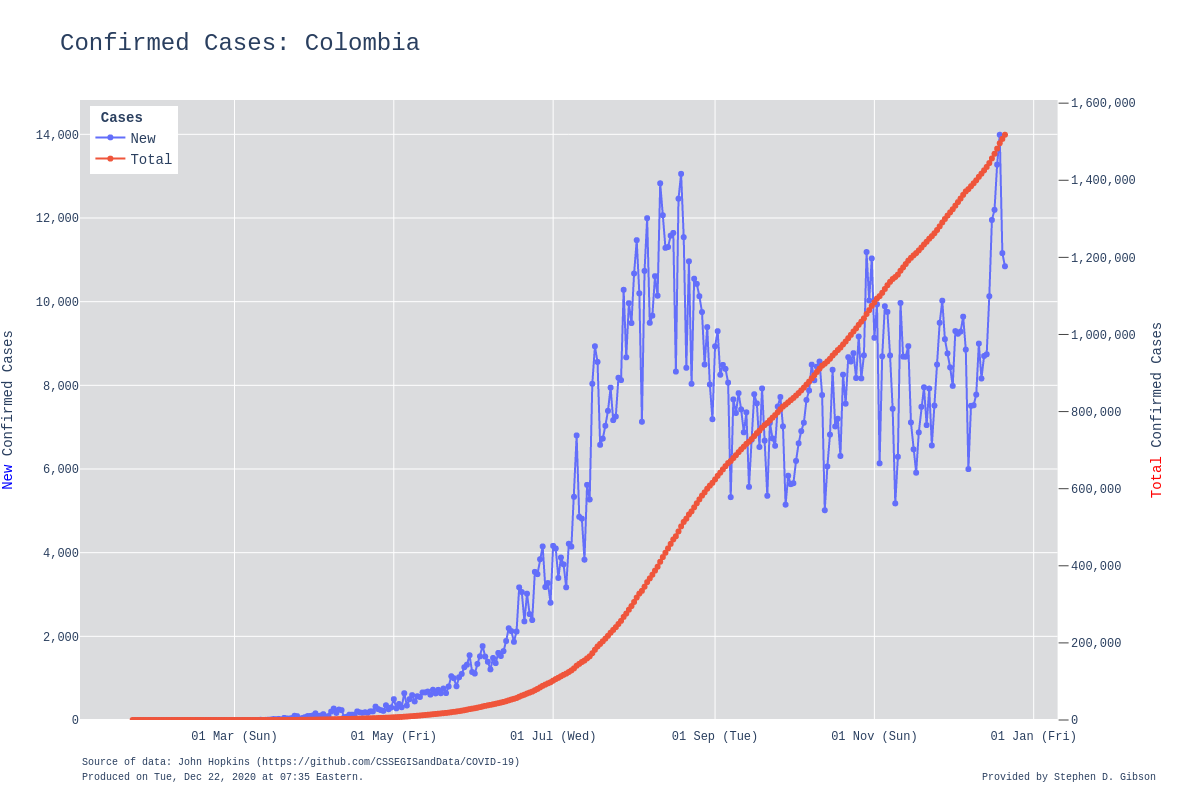 Confirmed Cases: Colombia
Cases
New
Total
14,000
12,000
10,000
8,000
6,000
4,000
2,000
0
New Confirmed Cases
1,600,000
1,400,000
1,200,000
1,000,000
800,000
600,000
400,000
200,000
0
Total Confirmed Cases
01 Mar (Sun) 01 May (Fri) 01 Jul (Wed) 01 Sep (Tue) 01 Nov (Sun) 01 Jan (Fri)
Source of data: John Hopkins (https://github.com/CSSEGISandData/COVID-19)
Produced on Tue, Dec 22, 2020 at 07:35 Eastern.
Provided by Stephen D. Gibson